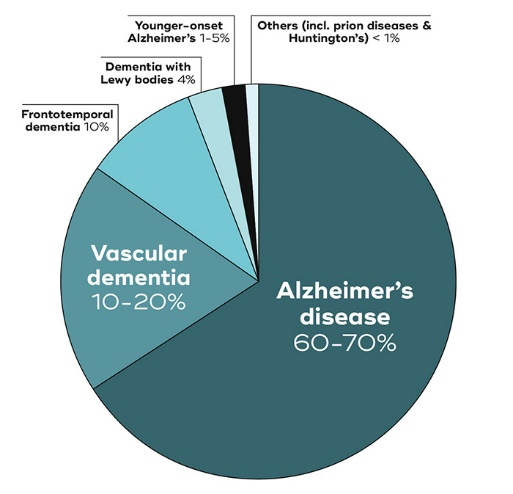 Younger-onset
Alzheimer's 1-5%
Others (incl. prion diseases &
Huntington's) < 1%
Dementia with
Lewy bodies 4%
Frontotemporal
dementia 10%
Vascular
dementia
10-20%
Alzheimer's
disease
60-70%